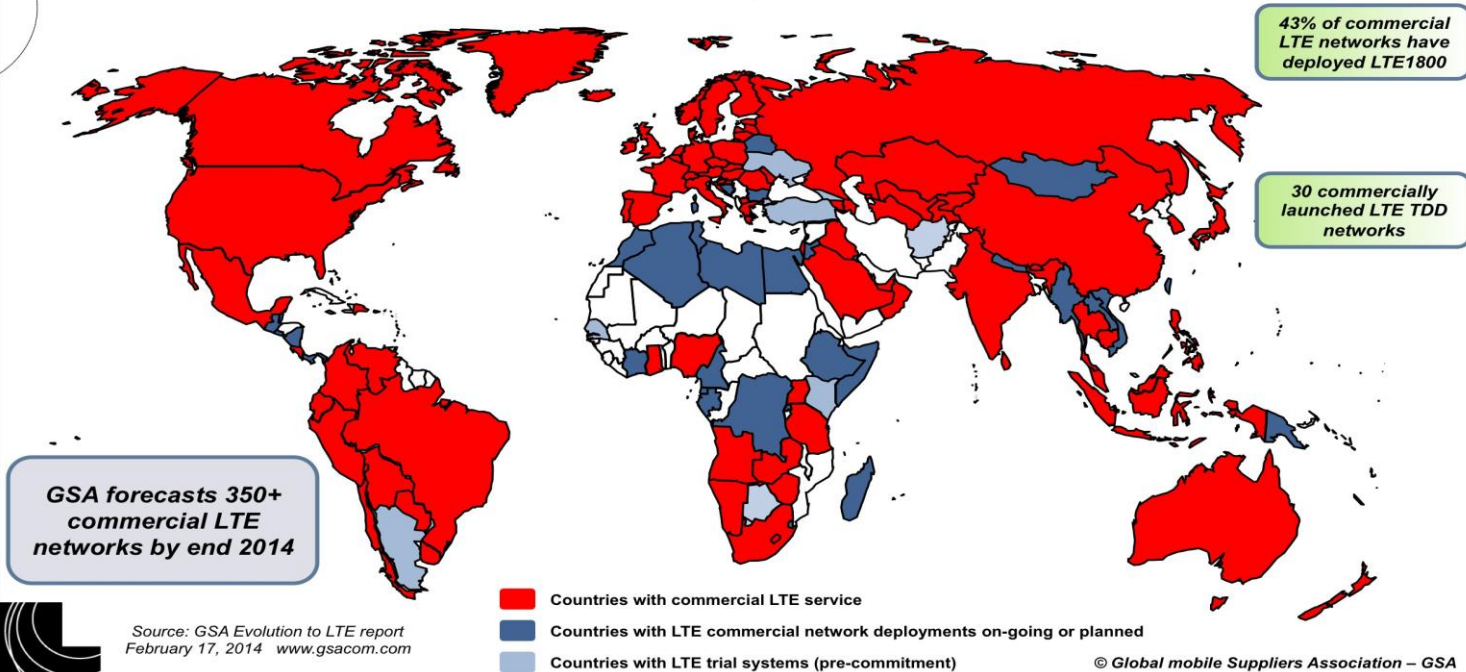 43% of commercial
LTE networks have
deployed LTE1800
30 commercially
launched LTE TDD
networks
GSA forecasts 350+
commercial LTE
networks by end 2014
Countries with commercial LTE service
Countries with LTE commercial network deployments on-going or planned
Countries with LTE trial systems (pre-commitment)
Source: GSA Evolution to LTE report
February 17, 2014 www.gsacom.com
© Global mobile Suppliers Association – GSA